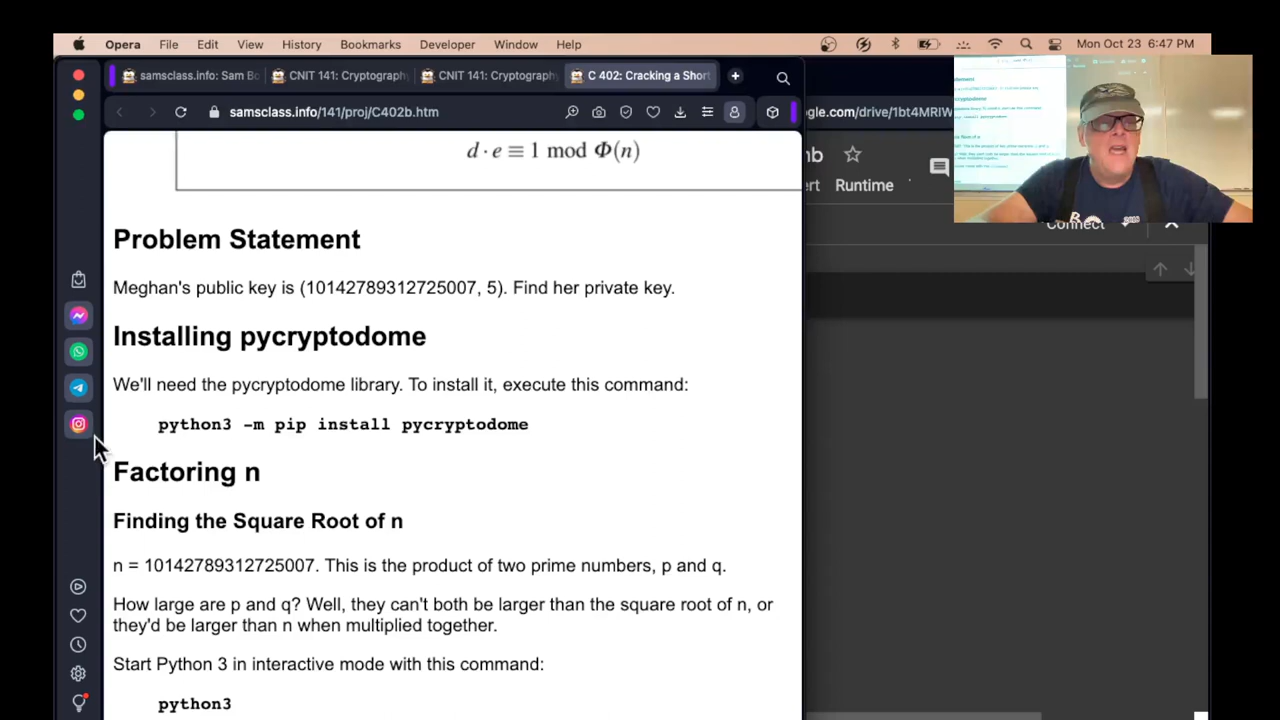 Opera File Edit View History Bookmarks Developer Window Help Mon Oct 23 6:47 PM
samsclass.info: Sam Bo CNIT 141: Cryptograph CNIT 141: Cryptograph C 402: Cracking a Short
samsclass.info/141/proj/C402b.htm
d · e ≡ 1 mod Φ(n)
Runtime
Connect
Problem Statement
Meghan's public key is (10142789312725007, 5). Find her private key.
Installing pycryptodome
We'll need the pycryptodome library. To install it, execute this command:
python3 -m pip install pycryptodome
Factoring n
Finding the Square Root of n
n = 10142789312725007. This is the product of two prime numbers, p and q.
How large are p and q? Well, they can't both be larger than the square root of n, or
they'd be larger than n when multiplied together.
Start Python 3 in interactive mode with this command:
python3